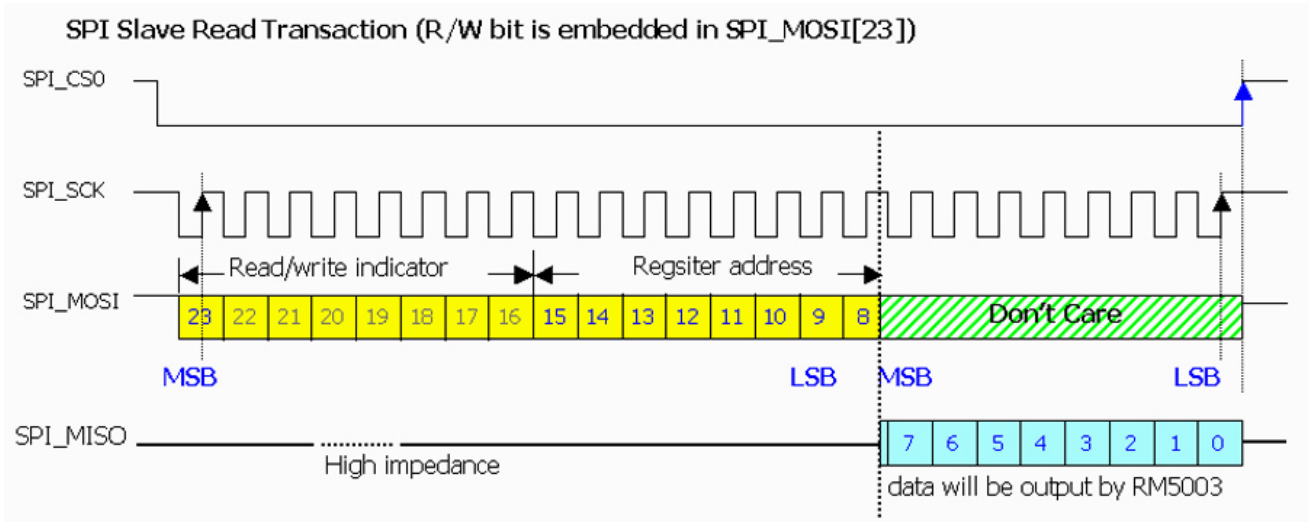 SPI Slave Read Transaction (R/W bit is embedded in SPI_MOSI[23])
SPI_CS0
SPI_SCK
Read/write indicator Regsiter address
SPI_MOSI 23 22 21 20 19 18 17 16 15 14 13 12 11 10 9 8 Don't Care
MSB LSB MSB LSB
SPI_MISO 7 6 5 4 3 2 1 0
High impedance
data will be output by RM5003